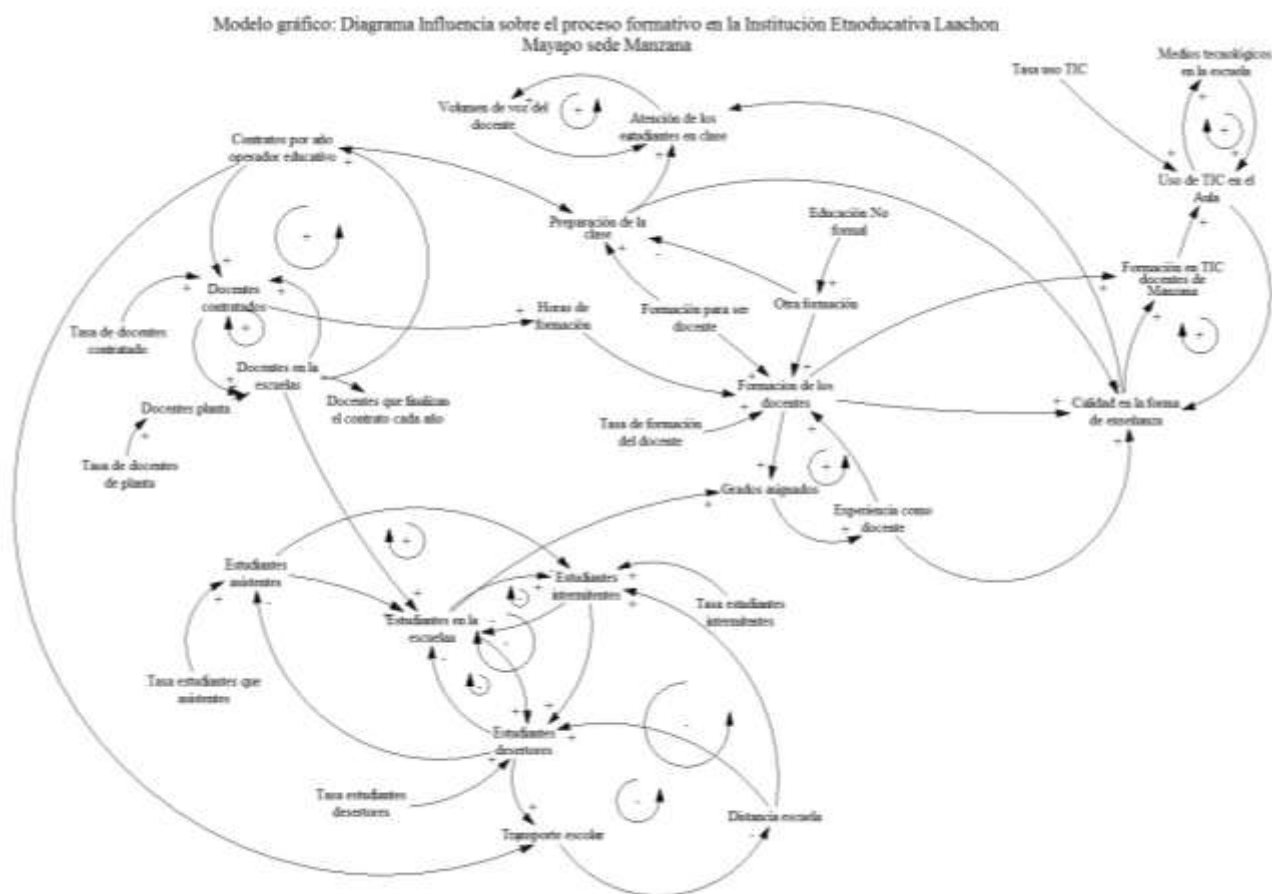 Modelo gráfico: Diagrama Influencia sobre el proceso formativo en la Institución Etnoducativa Laachon
Mayapo sede Manzana
Tasa uso TIC
Medios tecnológicos
en la escuela
Volumen de voz del
docente
Atención de los
estudiantes en clase
Contratos por año
operador educativo
Uso de TIC en el
Aula
Preparación de la
clase
Educación No
formal
Formación en TIC
docentes de
Manzana
Docentes
contratados
Horas de
formación
Formación para ser
docente
Otra formación
Tasa de docentes
contratado
Docentes en la
escuelas
Docentes que finalizan
el contrato cada año
Formación de los
docentes
Calidad en la forma
de enseñanza
Docentes planta
Tasa de formación
del docente
Tasa de docentes
de planta
Grados asignados
Experiencia como
docente
Estudiantes
asistentes
Estudiantes
intermitentes
Tasa estudiantes
intermitentes
Estudiantes en la
escuelas
Tasa estudiantes que
asistentes
Estudiantes
desertores
Tasa estudiantes
desertores
Distancia escuela
Transporte escolar